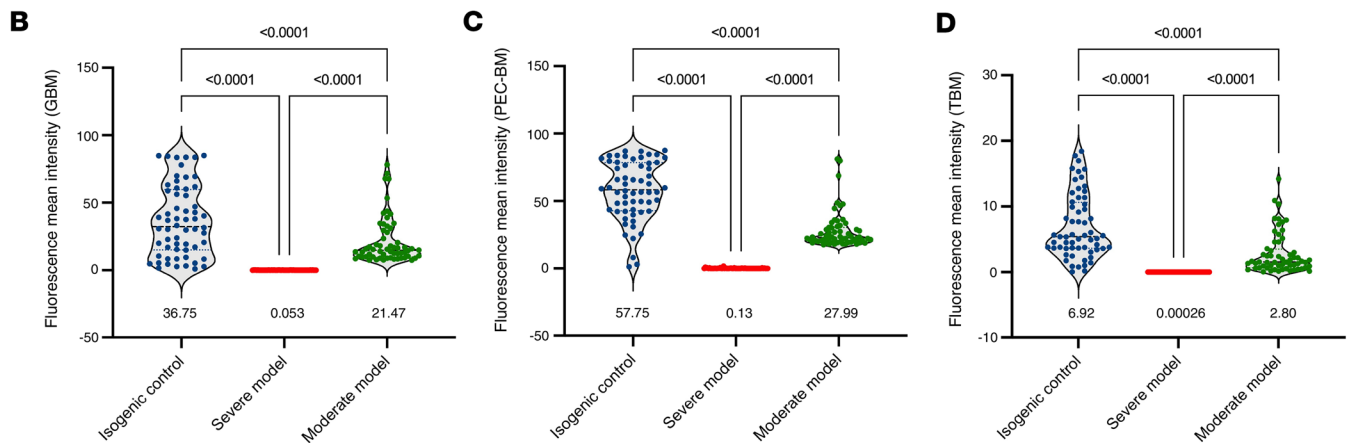 B
<0.0001
<0.0001
<0.0001
150
100
50
0
-50
Fluorescence mean intensity (GBM)
36.75
0.053
21.47
Isogenic control
Severe model
Moderate model
C
<0.0001
<0.0001
<0.0001
150
100
50
0
-50
Fluorescence mean intensity (PEC-BM)
57.75
0.13
27.99
Isogenic control
Severe model
Moderate model
D
<0.0001
<0.0001
<0.0001
30
20
10
0
-10
Fluorescence mean intensity (TBM)
6.92
0.00026
2.80
Isogenic control
Severe model
Moderate model